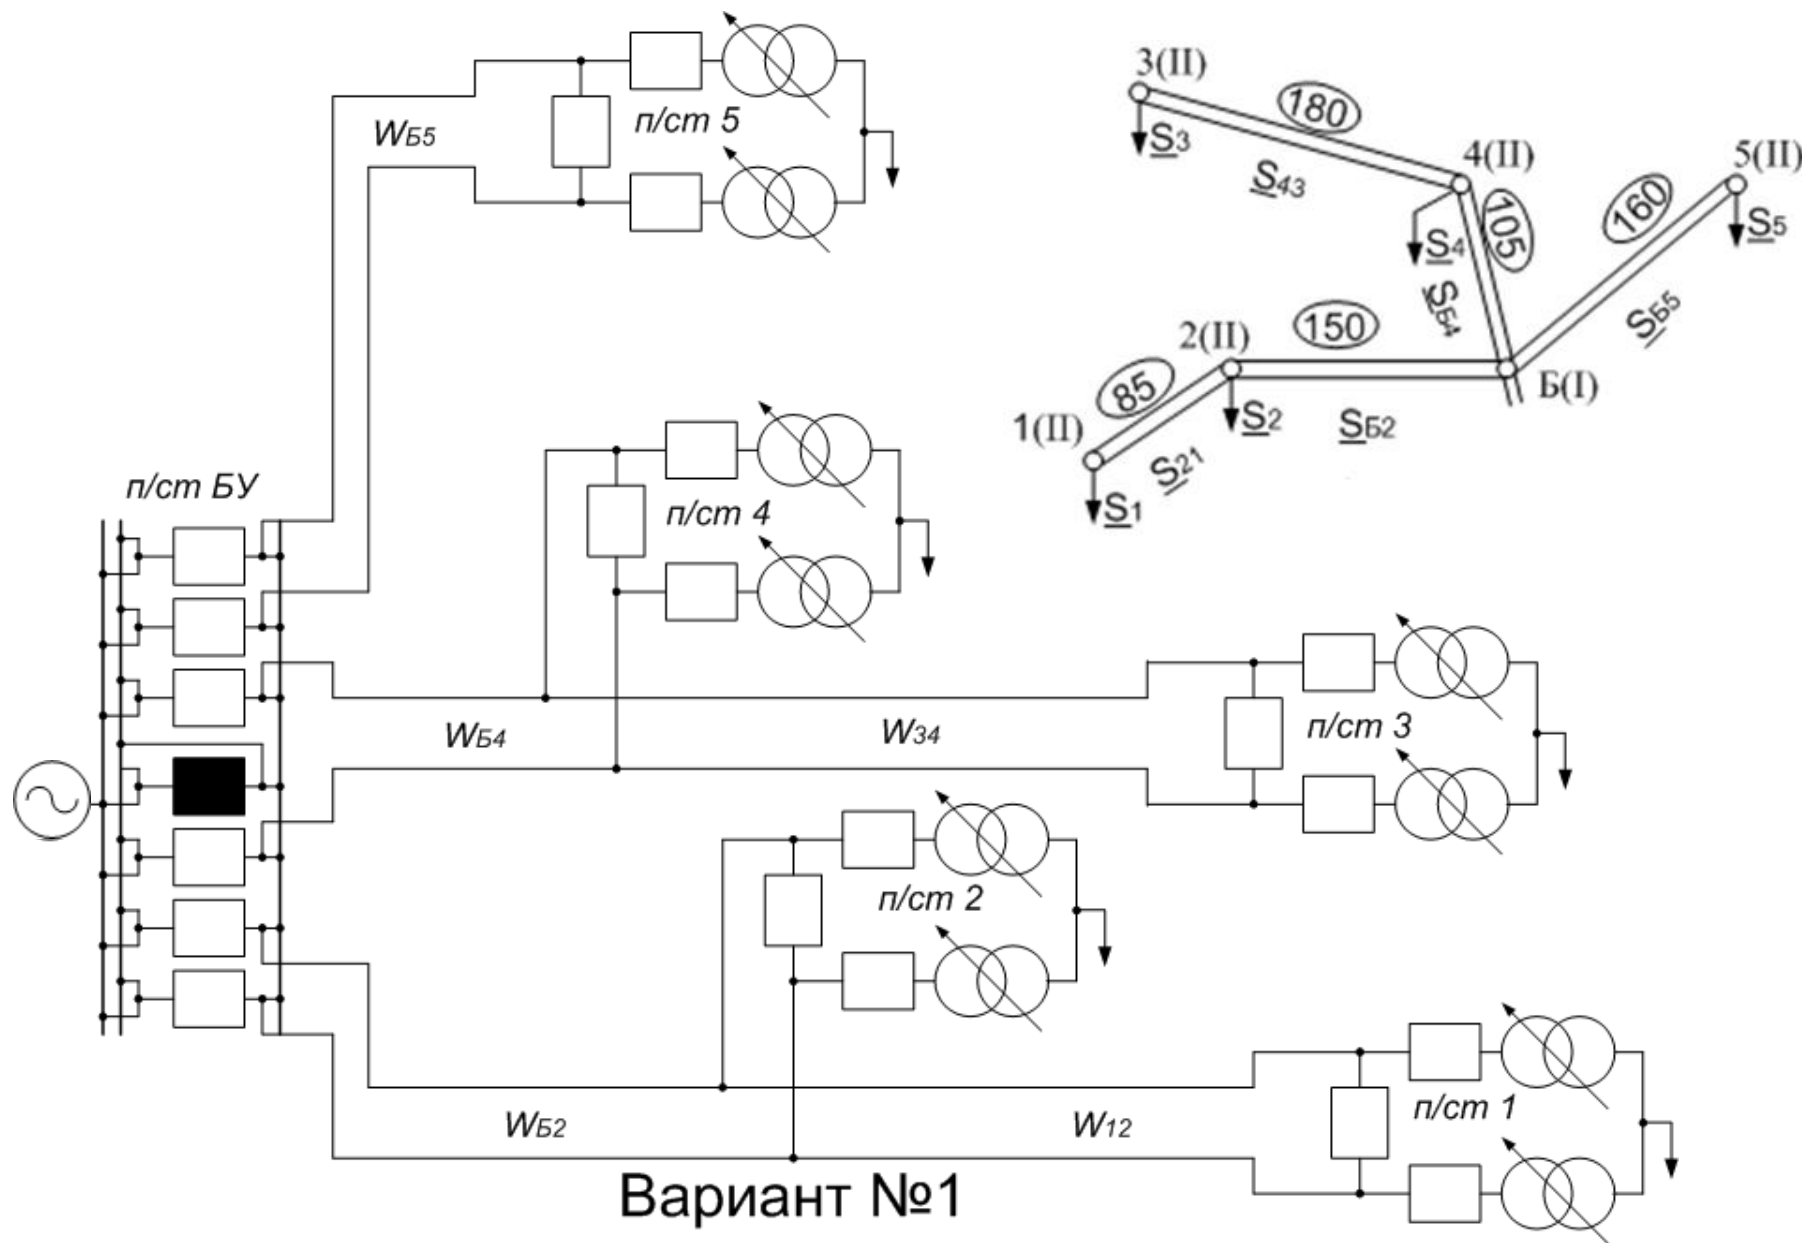 п/ст 5
WБ5
3(II)
180
S3
S43
4(II)
5(II)
105
160
S4
S5
SБ4
SБ5
150
2(II)
Б(I)
85
S2
SБ2
1(II)
S21
S1
п/ст БУ
п/ст 4
WБ4
W34
п/ст 3
п/ст 2
WБ2
W12
п/ст 1
Вариант №1